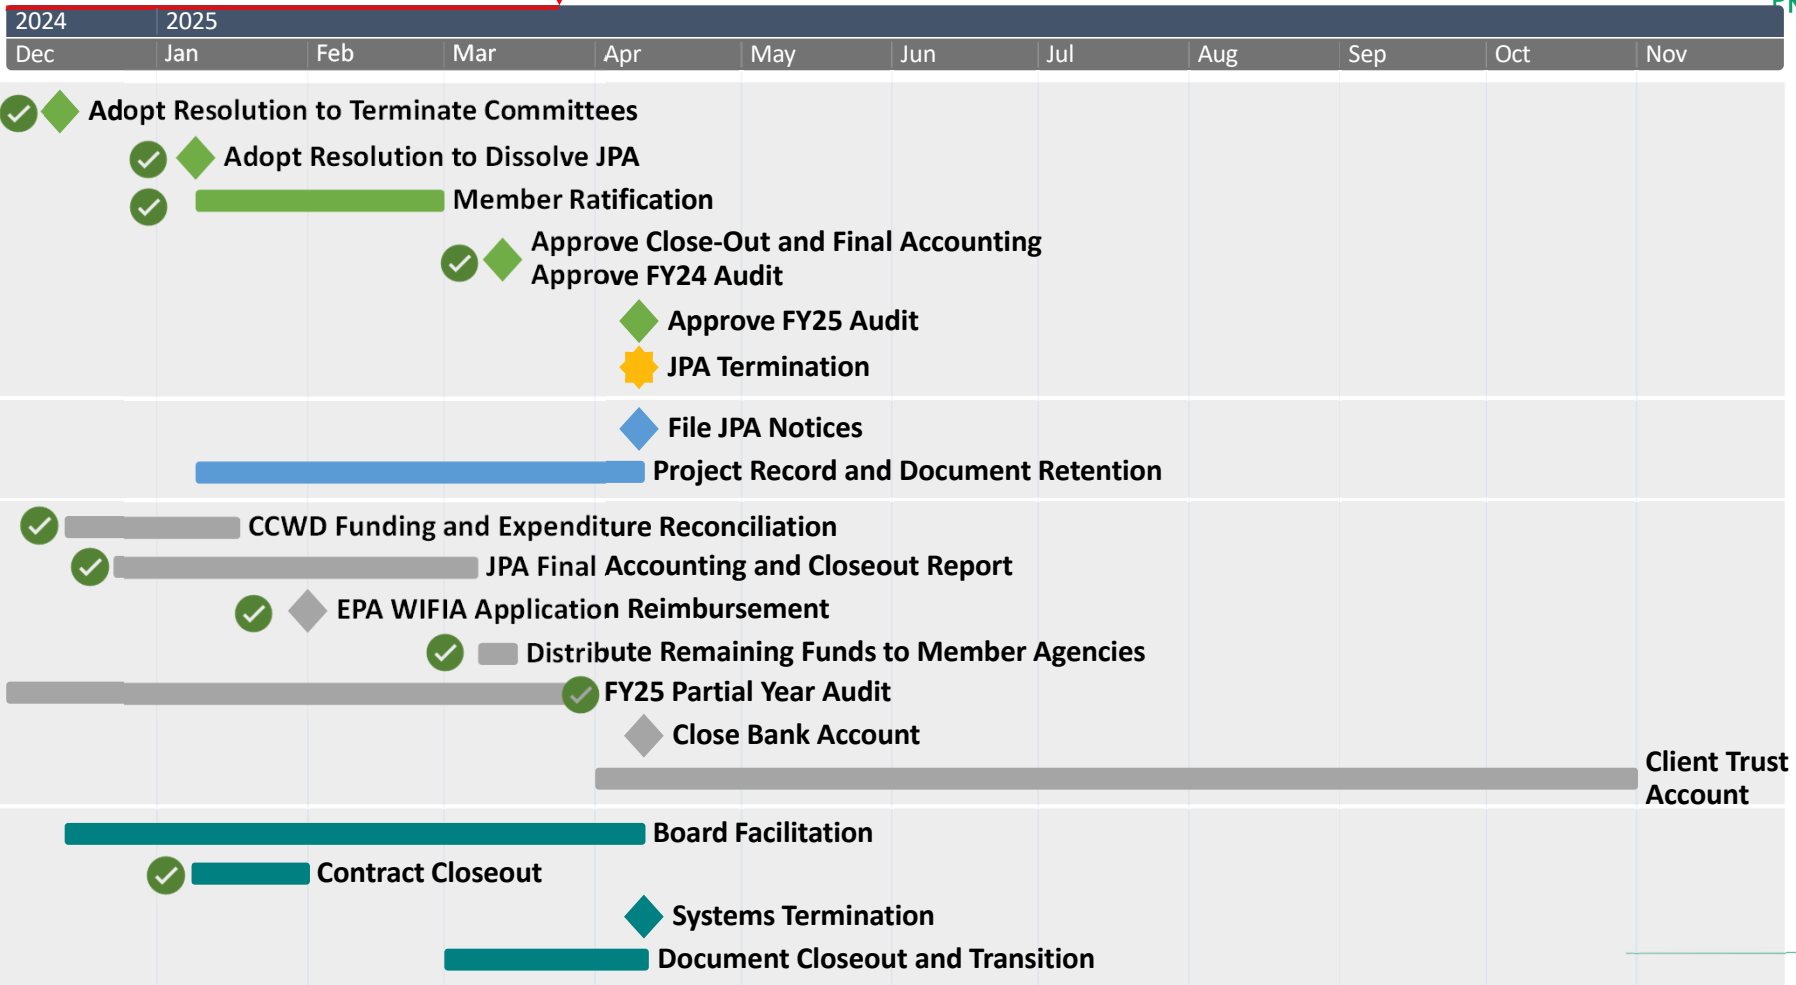 2024 2025
Dec Jan Feb Mar Apr May Jun Jul Aug Sep Oct Nov
Adopt Resolution to Terminate Committees
Adopt Resolution to Dissolve JPA
Member Ratification
Approve Close-Out and Final Accounting
Approve FY24 Audit
Approve FY25 Audit
JPA Termination
File JPA Notices
Project Record and Document Retention
CCWD Funding and Expenditure Reconciliation
JPA Final Accounting and Closeout Report
EPA WIFIA Application Reimbursement
Distribute Remaining Funds to Member Agencies
FY25 Partial Year Audit
Close Bank Account
Client Trust
Account
Board Facilitation
Contract Closeout
Systems Termination
Document Closeout and Transition